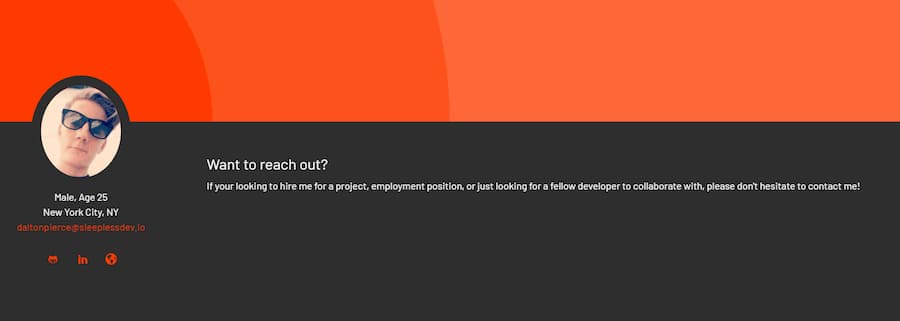 Want to reach out?
If your looking to hire me for a project, employment position, or just looking for a fellow developer to collaborate with, please don't hesitate to contact me!
Male, Age 25
New York City, NY
daltonpierce@sleeplessdev.io
in